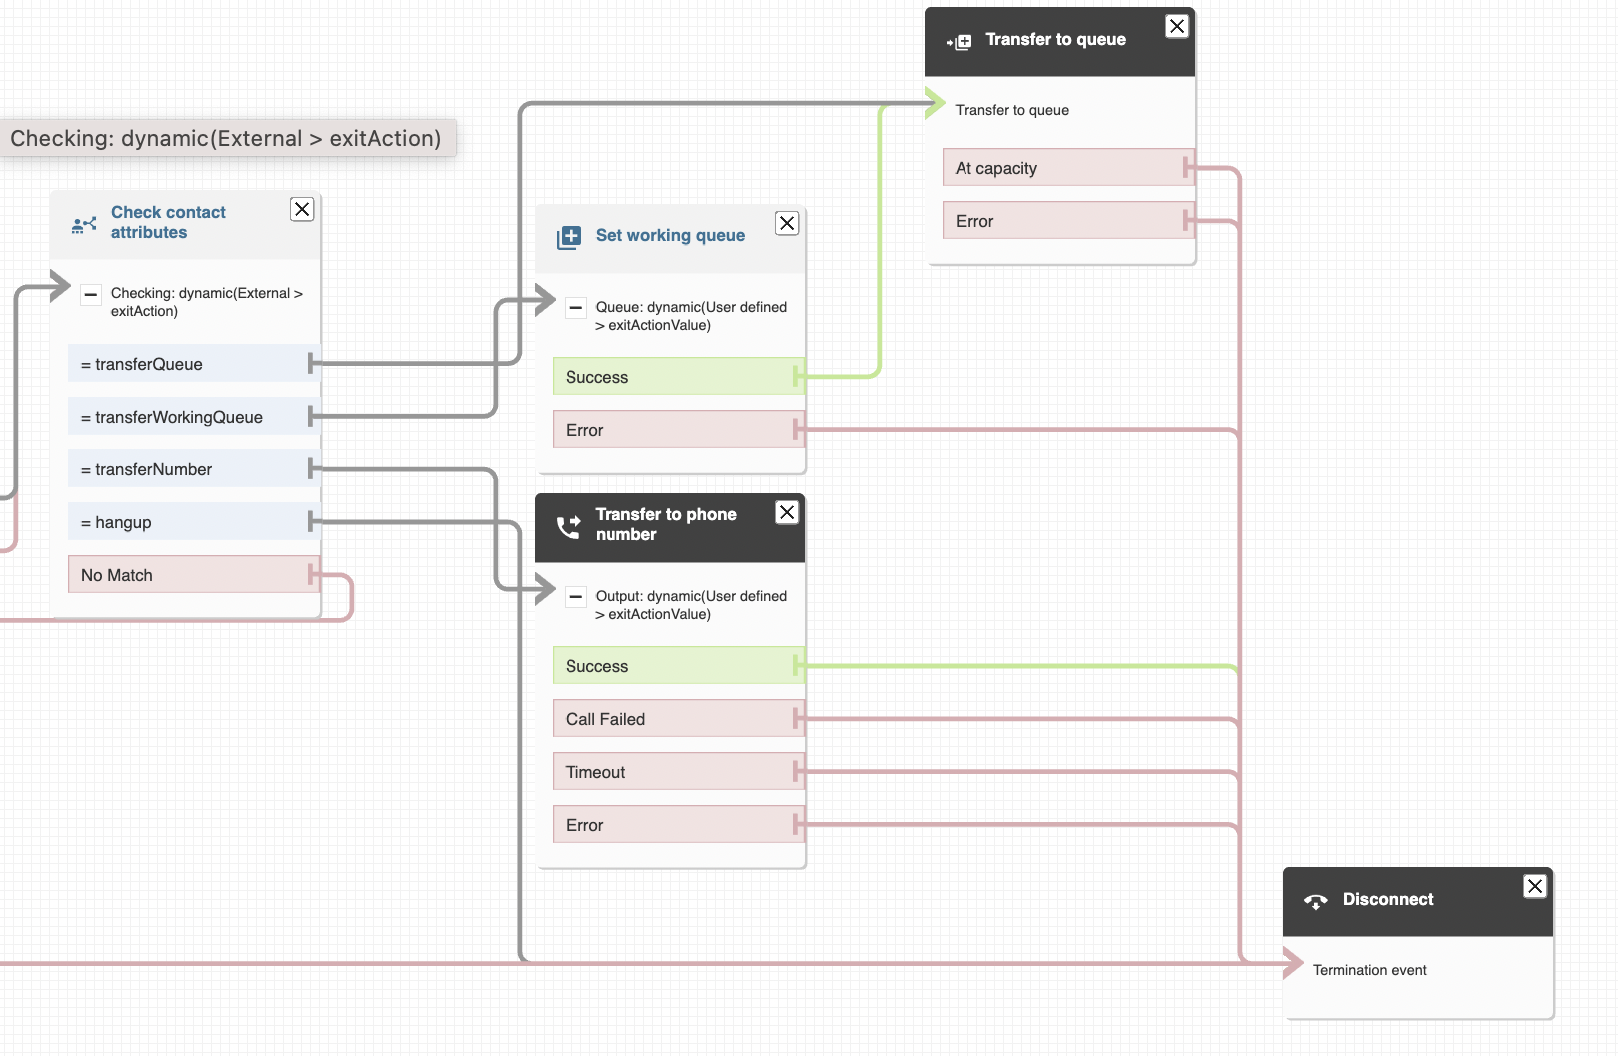 Transfer to queue
Transfer to queue
At capacity
Error
Checking: dynamic(External > exitAction)
Check contact
attributes
Checking: dynamic(External >
exitAction)
= transferQueue
= transferWorkingQueue
= transferNumber
= hangup
No Match
Set working queue
Queue: dynamic(User defined
> exitActionValue)
Success
Error
Transfer to phone
number
Output: dynamic(User defined
> exitActionValue)
Success
Call Failed
Timeout
Error
Disconnect
Termination event